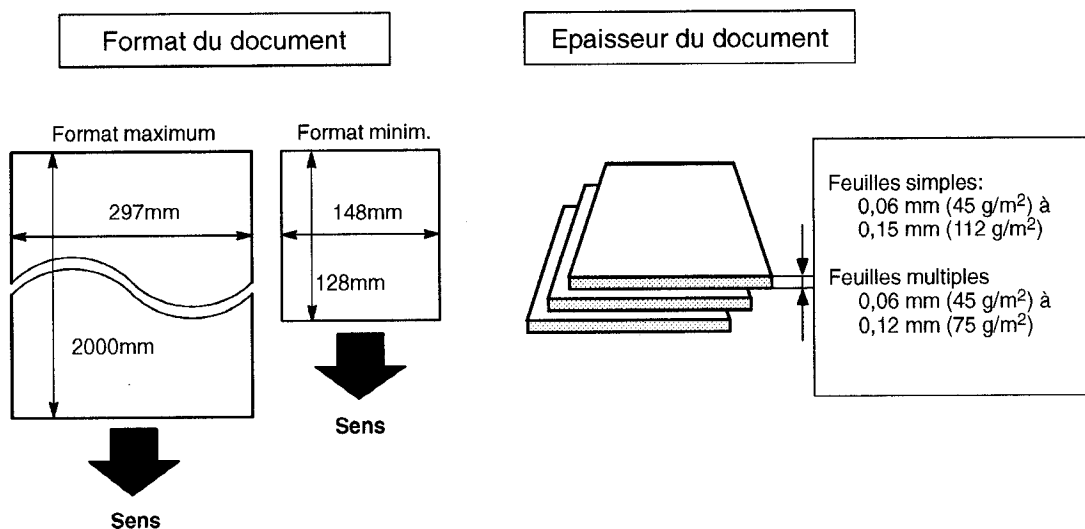 Format du document
Epaisseur du document
Format maximum
Format minim.
297mm
2000mm
148mm
128mm
Sens
Sens
Feuilles simples:
0,06 mm (45 g/m²) à
0,15 mm (112 g/m²)
Feuilles multiples
0,06 mm (45 g/m²) à
0,12 mm (75 g/m²)